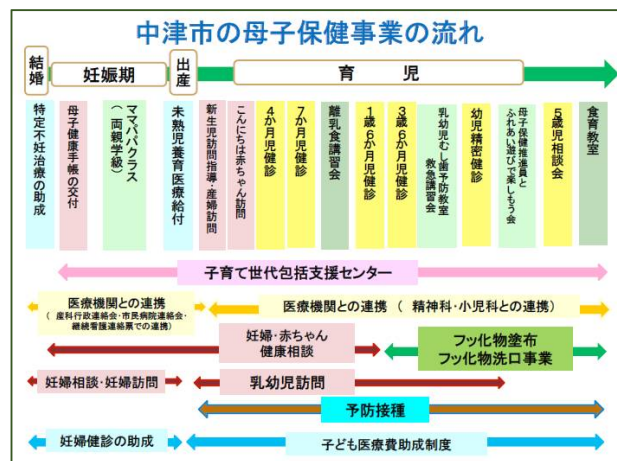 中津市の母子保健事業の流れ
結婚
妊娠期
出産
育　児
特定不妊治療の助成
母子健康手帳の交付
ママパパクラス
（両親学級）
未熟児養育医療給付
新生児訪問指導・産婦訪問
こんにちは赤ちゃん訪問
4か月児健診
7か月児健診
離乳食講習会
1歳6か月児健診
3歳6か月児健診
乳幼児むし歯予防教室
救急講習会
幼児精密健診
母子保健推進員と
ふれあい遊びで楽しもう会
5歳児相談会
食育教室
子育て世代包括支援センター
医療機関との連携
（ 産科行政連絡会・市民病院連絡会・
継続看護連絡票での連携）
医療機関との連携 （ 精神科・小児科との連携）
妊婦・赤ちゃん
健康相談
フッ化物塗布
フッ化物洗口事業
妊婦相談・妊婦訪問
乳幼児訪問
予防接種
妊婦健診の助成
子ども医療費助成制度